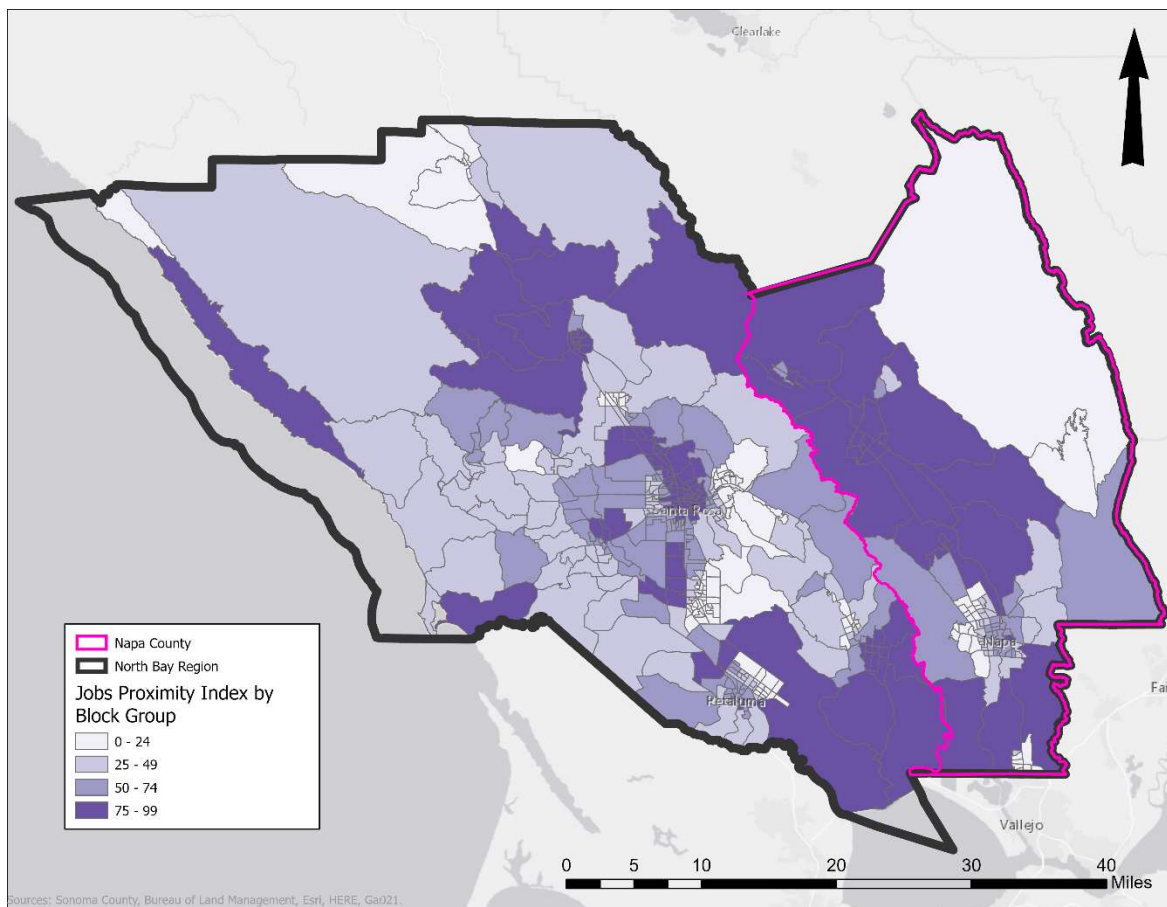 Clearlake
Santa Rosa
Napa
Petaluma
Vallejo
Fa
Napa County
North Bay Region
Jobs Proximity Index by
Block Group
0 - 24
25 - 49
50 - 74
75 - 99
0 5 10 20 30 40
Miles
Sources: Sonoma County, Bureau of Land Management, Esri, HERE, Ga021.